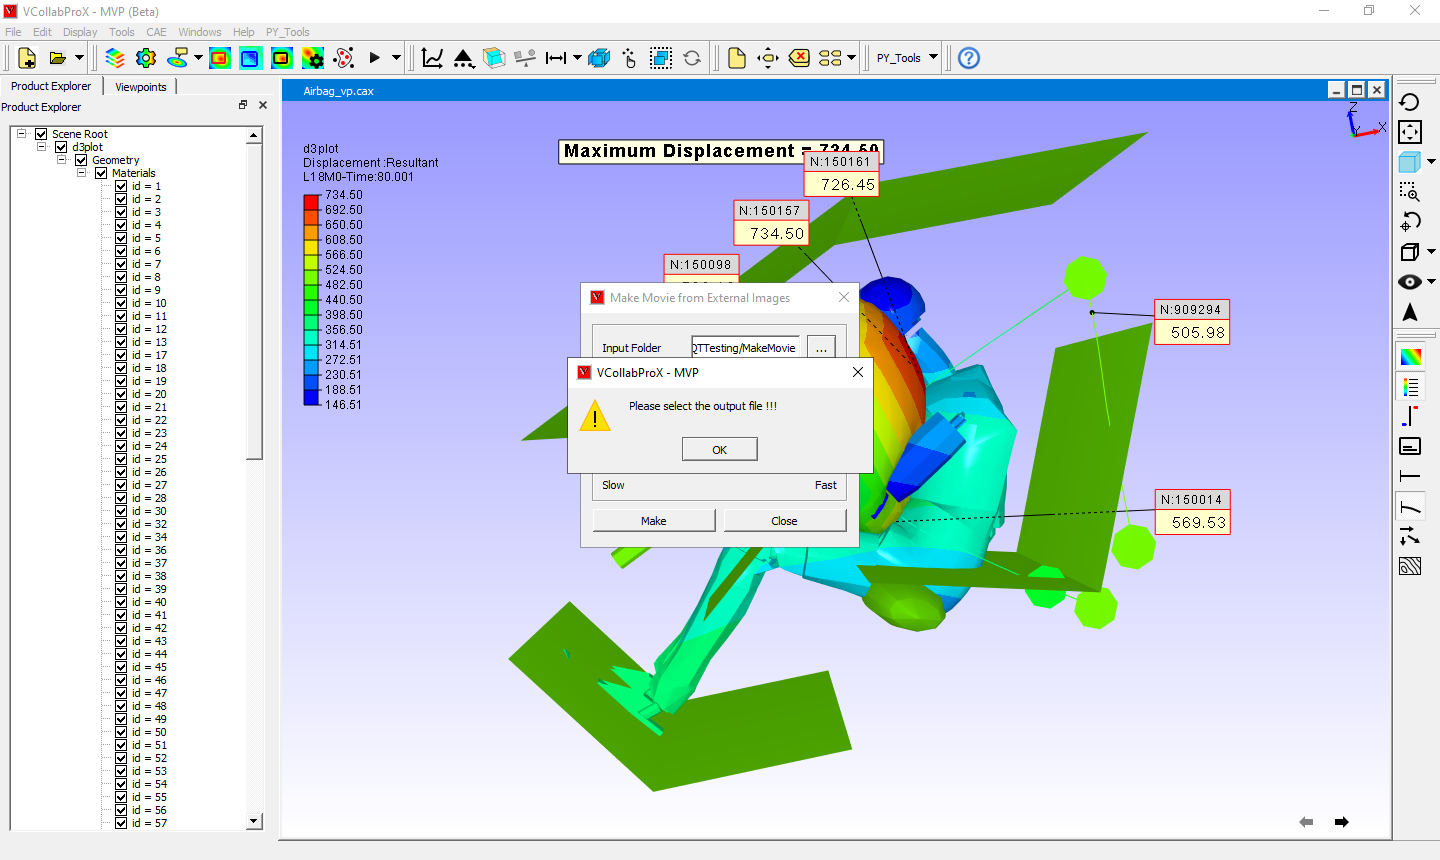 VCollabProX - MVP (Beta)
File Edit Display Tools CAE Windows Help PY_Tools
PY_Tools
Product Explorer Viewpoints
Product Explorer
Scene Root
d3plot
Geometry
Materials
id = 1
id = 2
id = 3
id = 4
id = 5
id = 6
id = 7
id = 8
id = 9
id = 10
id = 11
id = 12
id = 13
id = 17
id = 18
id = 19
id = 20
id = 21
id = 22
id = 23
id = 24
id = 25
id = 26
id = 27
id = 28
id = 30
id = 32
id = 34
id = 36
id = 37
id = 38
id = 39
id = 40
id = 41
id = 42
id = 43
id = 44
id = 45
id = 46
id = 47
id = 48
id = 49
id = 50
id = 51
id = 52
id = 53
id = 54
id = 55
id = 56
id = 57
Airbag_vp.cax
d3plot
Displacement :Resultant
L18M0-Time:80.001
734.50
692.50
650.50
608.50
566.50
524.50
482.50
440.50
398.50
356.50
314.51
272.51
230.51
188.51
146.51
Maximum Displacement = 734.50
N:150161
726.45
N:150157
734.50
N:150098
N:909294
505.98
N:150014
569.53
Z
X
Y
Make Movie from External Images
Input Folder QTTesting/MakeMovie ...
VCollabProX - MVP
Please select the output file !!!
OK
Slow Fast
Make Close